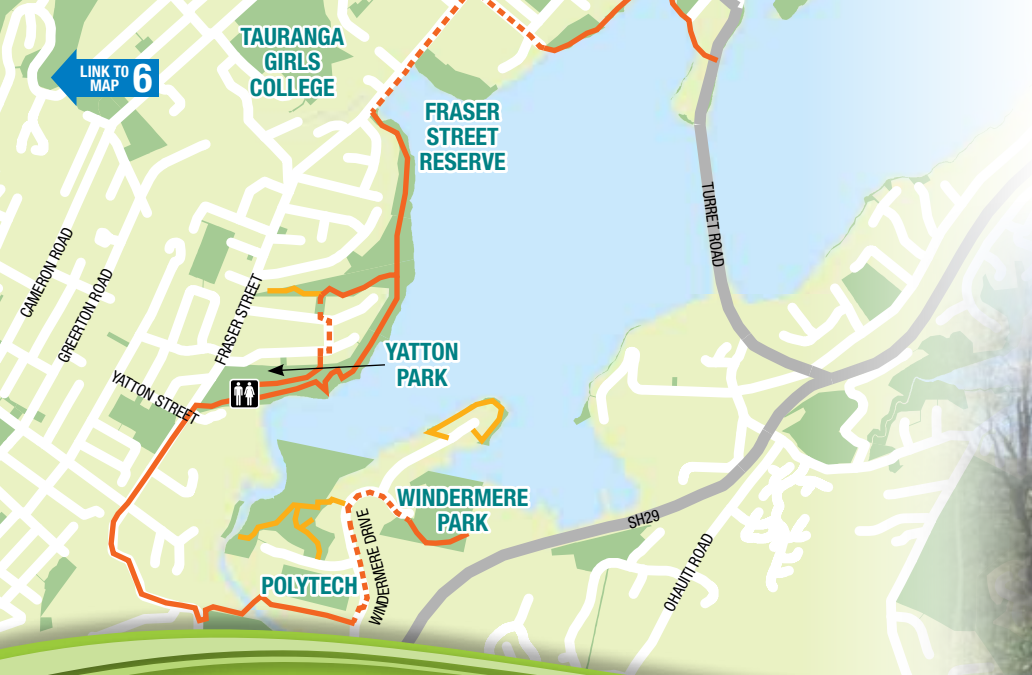 TAURANGA
GIRLS
COLLEGE
LINK TO
MAP 6
FRASER
STREET
RESERVE
TURRET ROAD
CAMERON ROAD
GREERTON ROAD
FRASER STREET
YATTON
PARK
YATTON STREET
WINDERMERE
PARK
WINDERMERE DRIVE
SH29
OHAUITI ROAD
POLYTECH